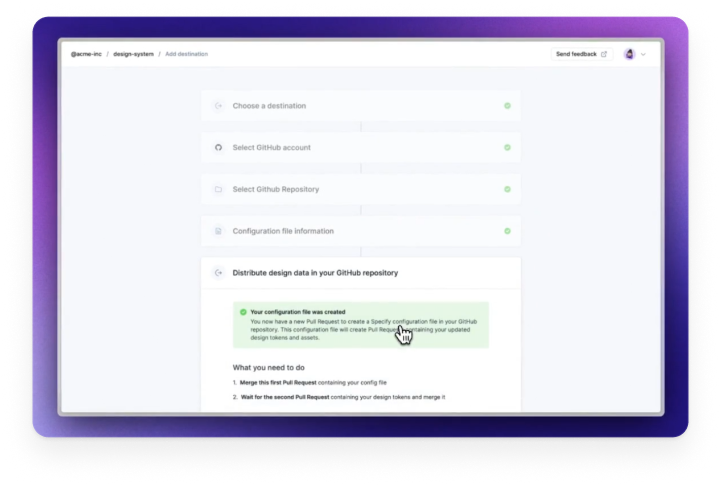 @acme-inc / design-system / Add destination
Send feedback
Choose a destination
Select GitHub account
Select Github Repository
Configuration file information
Distribute design data in your GitHub repository
Your configuration file was created
You now have a new Pull Request to create a Specify configuration file in your GitHub
repository. This configuration file will create Pull containing your updated
design tokens and assets.
What you need to do
1. Merge this first Pull Request containing your config file
2. Wait for the second Pull Request containing your design tokens and merge it